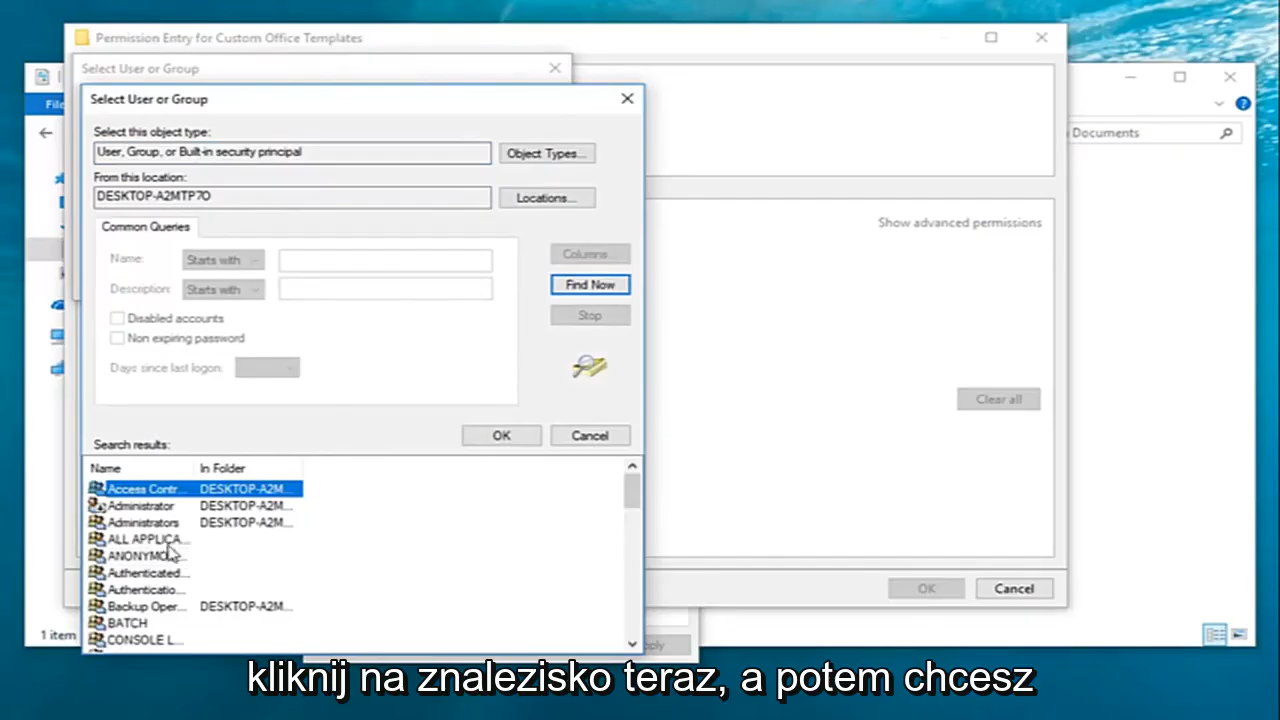 Permission Entry for Custom Office Templates
Select User or Group
Select User or Group
File
Select this object type:
User, Group, or Built-in security principal
Object Types...
Documents
From this location:
DESKTOP-A2MTP7O
Locations...
Common Queries
Show advanced permissions
Name:
Starts with
Columns...
Description:
Starts with
Find Now
Disabled accounts
Stop
Non expiring password
Days since last logon:
Clear all
OK
Cancel
Search results:
Name
In Folder
Access Contr...
DESKTOP-A2M...
Administrator
DESKTOP-A2M...
Administrators
DESKTOP-A2M...
ALL APPLICA...
ANONYMO...
Authenticated...
Authenticatio...
Backup Oper...
DESKTOP-A2M...
BATCH
CONSOLE L...
OK
Cancel
1 item
kliknij na znalezisko teraz, a potem chcesz